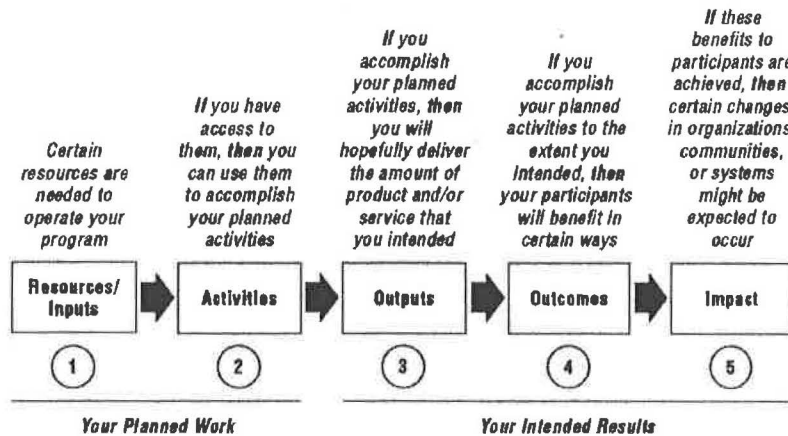 Certain
resources are
needed to
operate your
program
If you have
access to
them, then you
can use them
to accomplish
your planned
activities
If you
accomplish
your planned
activities, then
you will
hopefully deliver
the amount of
product and/or
service that
you intended
If you
accomplish
your planned
activities to the
extent you
intended, then
your participants
will benefit in
certain ways
If these
benefits to
participants are
achieved, then
certain changes
in organizations
communities,
or systems
might be
expected to
occur
Resources/
Inputs
Activities
Outputs
Outcomes
Impact
1
2
3
4
5
Your Planned Work
Your Intended Results